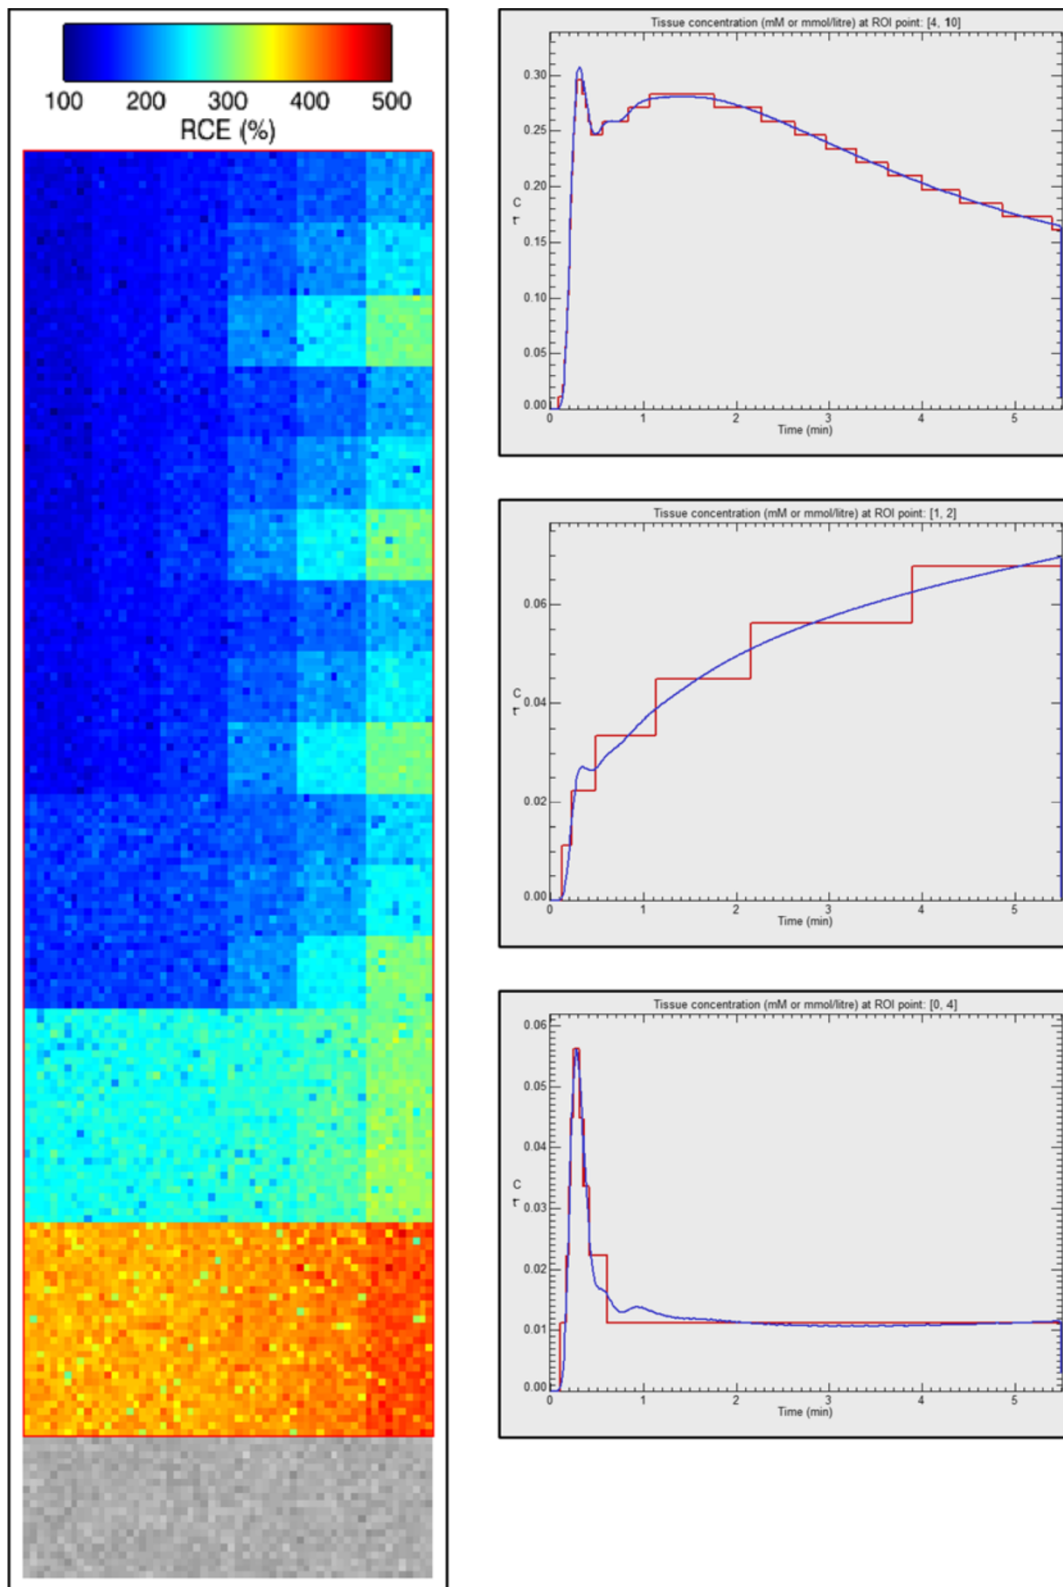 100 200 300 400 500
RCE (%)
Tissue concentration (mM or mmol/litre) at ROI point: [4, 10]
0.30
0.25
0.20
0.15
0.10
0.05
0.00
C
T
0 1 2 3 4 5
Time (min)
Tissue concentration (mM or mmol/litre) at ROI point: [1, 2]
0.06
0.04
0.02
0.00
C
T
0 1 2 3 4 5
Time (min)
Tissue concentration (mM or mmol/litre) at ROI point: [0, 4]
0.06
0.05
0.04
0.03
0.02
0.01
0.00
C
T
0 1 2 3 4 5
Time (min)